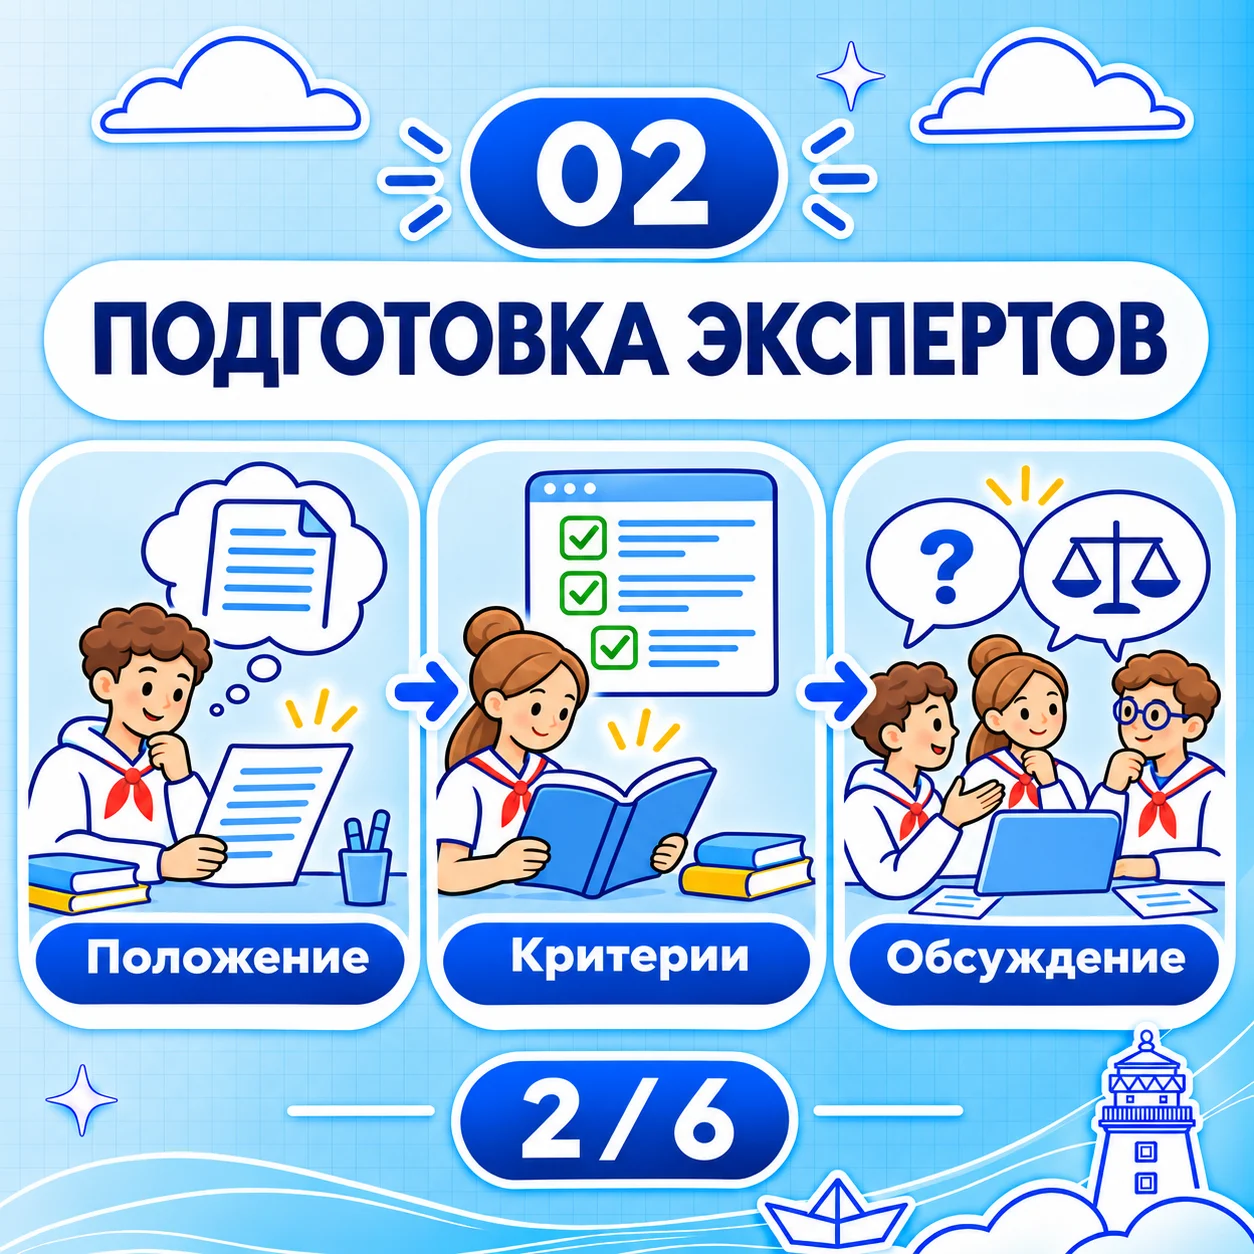 02
ПОДГОТОВКА ЭКСПЕРТОВ
?
Положение
Критерии
Обсуждение
2/6